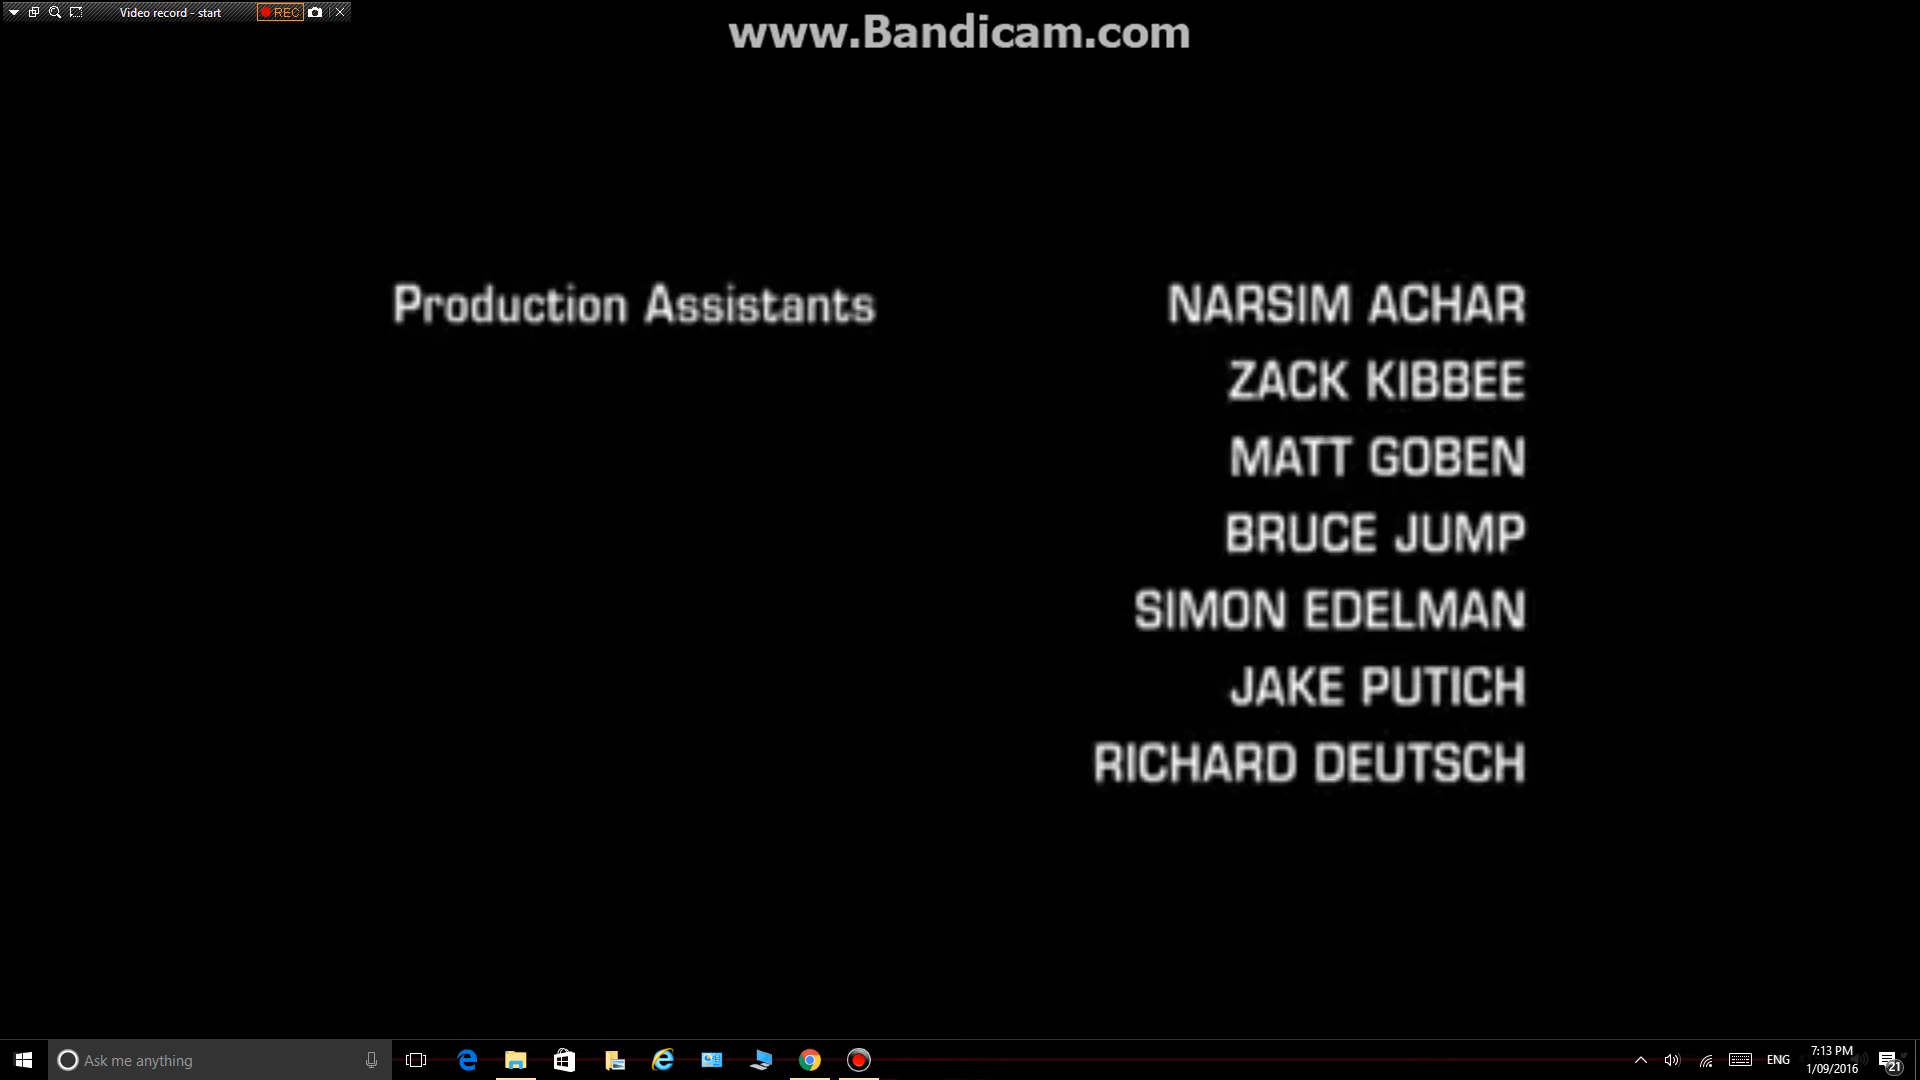 Video record - start
REC
www.Bandicam.com
Production Assistants
NARSIM ACHAR
ZACK KIBBEE
MATT GOBEN
BRUCE JUMP
SIMON EDELMAN
JAKE PUTICH
RICHARD DEUTSCH
Ask me anything
ENG
7:13 PM
1/09/2016
21